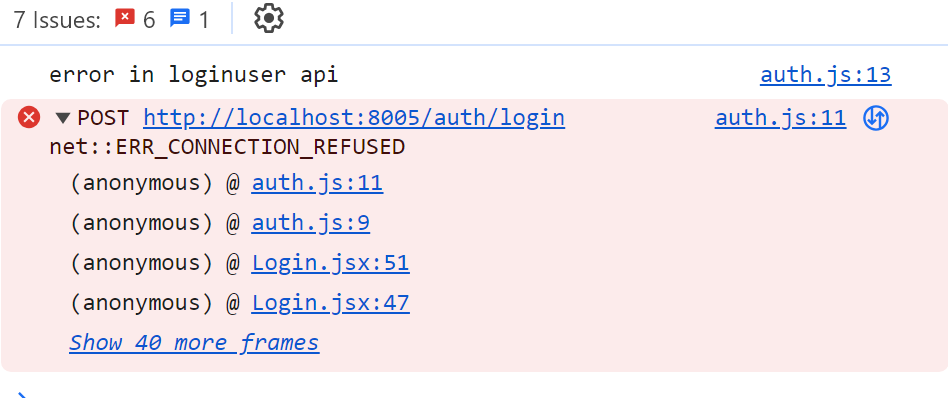 7 Issues: 6 1
error in loginuser api auth.js:13
POST http://localhost:8005/auth/login auth.js:11
net::ERR_CONNECTION_REFUSED
(anonymous) @ auth.js:11
(anonymous) @ auth.js:9
(anonymous) @ Login.jsx:51
(anonymous) @ Login.jsx:47
Show 40 more frames